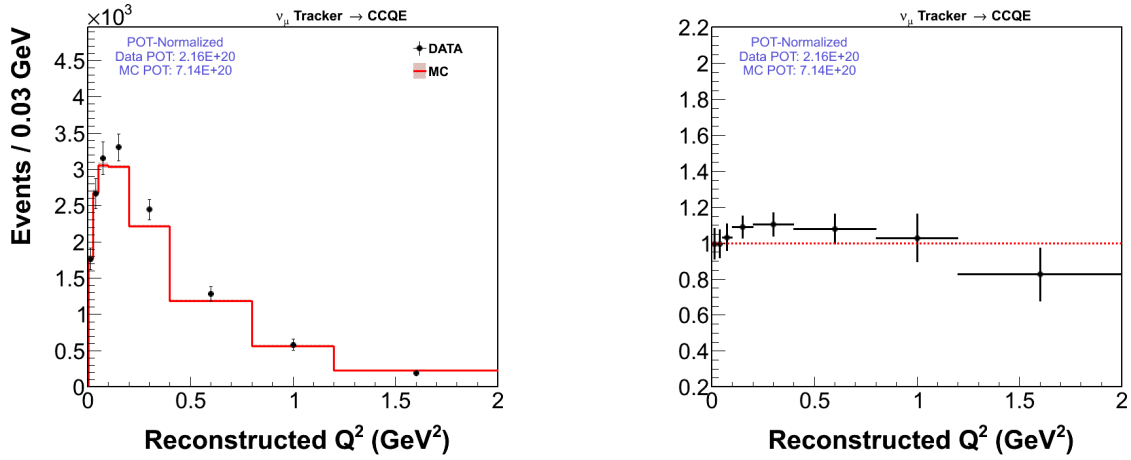 ×10³
ν_μ Tracker → CCQE
POT-Normalized
Data POT: 2.16E+20
MC POT: 7.14E+20
DATA
MC
Events / 0.03 GeV
4.5
4
3.5
3
2.5
2
1.5
1
0.5
0
0 0.5 1 1.5 2
Reconstructed Q² (GeV²)
ν_μ Tracker → CCQE
POT-Normalized
Data POT: 2.16E+20
MC POT: 7.14E+20
2.2
2
1.8
1.6
1.4
1.2
1
0.8
0.6
0.4
0.2
0 0.5 1 1.5 2
Reconstructed Q² (GeV²)